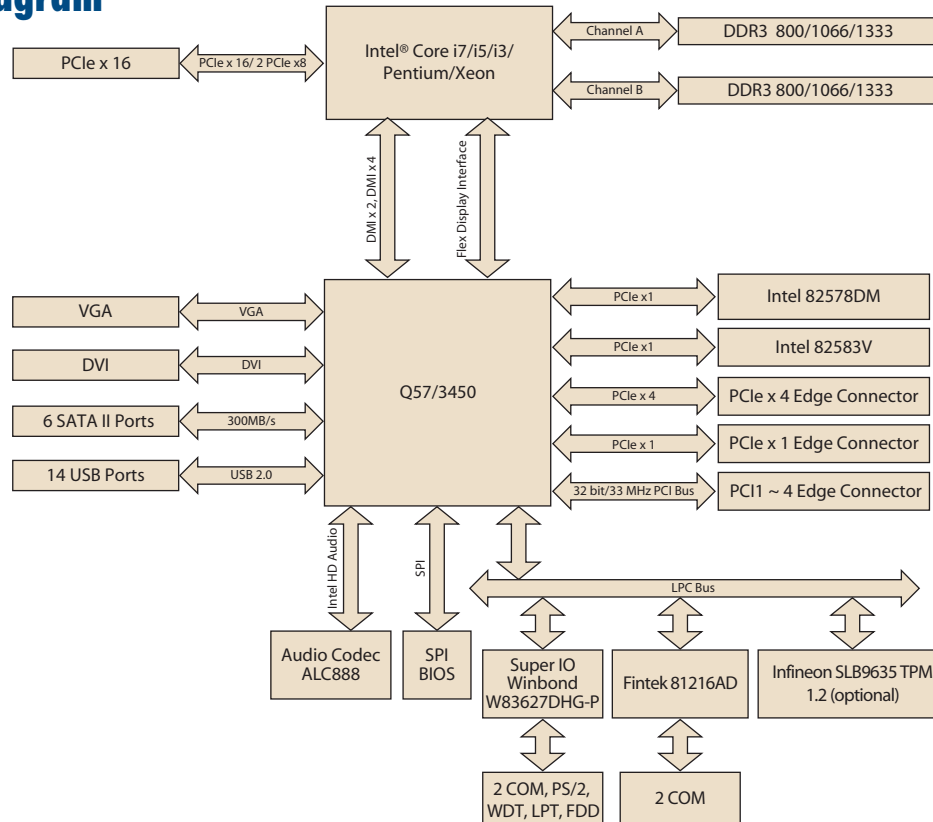 Intel® Core i7/i5/i3/
Pentium/Xeon
PCIe x 16
PCIe x 16/ 2 PCIe x8
Channel A
DDR3  800/1066/1333
Channel B
DDR3 800/1066/1333
DMI x 2, DMI x 4
Flex Display Interface
Q57/3450
VGA
VGA
DVI
DVI
6 SATA II Ports
300MB/s
14 USB Ports
USB 2.0
PCIe x1
Intel 82578DM
PCIe x1
Intel 82583V
PCIe x 4
PCIe x 4 Edge Connector
PCIe x 1
PCIe x 1 Edge Connector
32 bit/33 MHz PCI Bus
PCI1 ~ 4 Edge Connector
Intel HD Audio
SPI
LPC Bus
Audio Codec
ALC888
SPI
BIOS
Super IO
Winbond
W83627DHG-P
Fintek 81216AD
Infineon SLB9635 TPM
1.2 (optional)
2 COM, PS/2,
WDT, LPT, FDD
2 COM